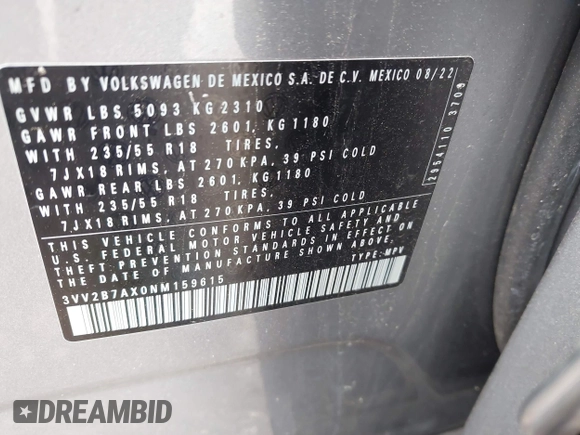 MFD BY VOLKSWAGEN DE MEXICO S.A. DE C.V. MEXICO 08/22
GVWR LBS 5093 KG 2310
GAWR FRONT LBS 2601, KG 1180
WITH 235/55 R18 TIRES,
7JX18 RIMS, AT 270 KPA, 39 PSI COLD
GAWR REAR LBS 2601, KG 1180
WITH 235/55 R18 TIRES,
7JX18 RIMS, AT 270 KPA, 39 PSI COLD
THIS VEHICLE CONFORMS TO ALL APPLICABLE
U.S. FEDERAL MOTOR VEHICLE SAFETY AND
THEFT PREVENTION STANDARDS IN EFFECT ON
THE DATE OF MANUFACTURE SHOWN ABOVE.
3VV2B7AX0NM159615 TYPE: MPV
2954110 3709
DREAMBID